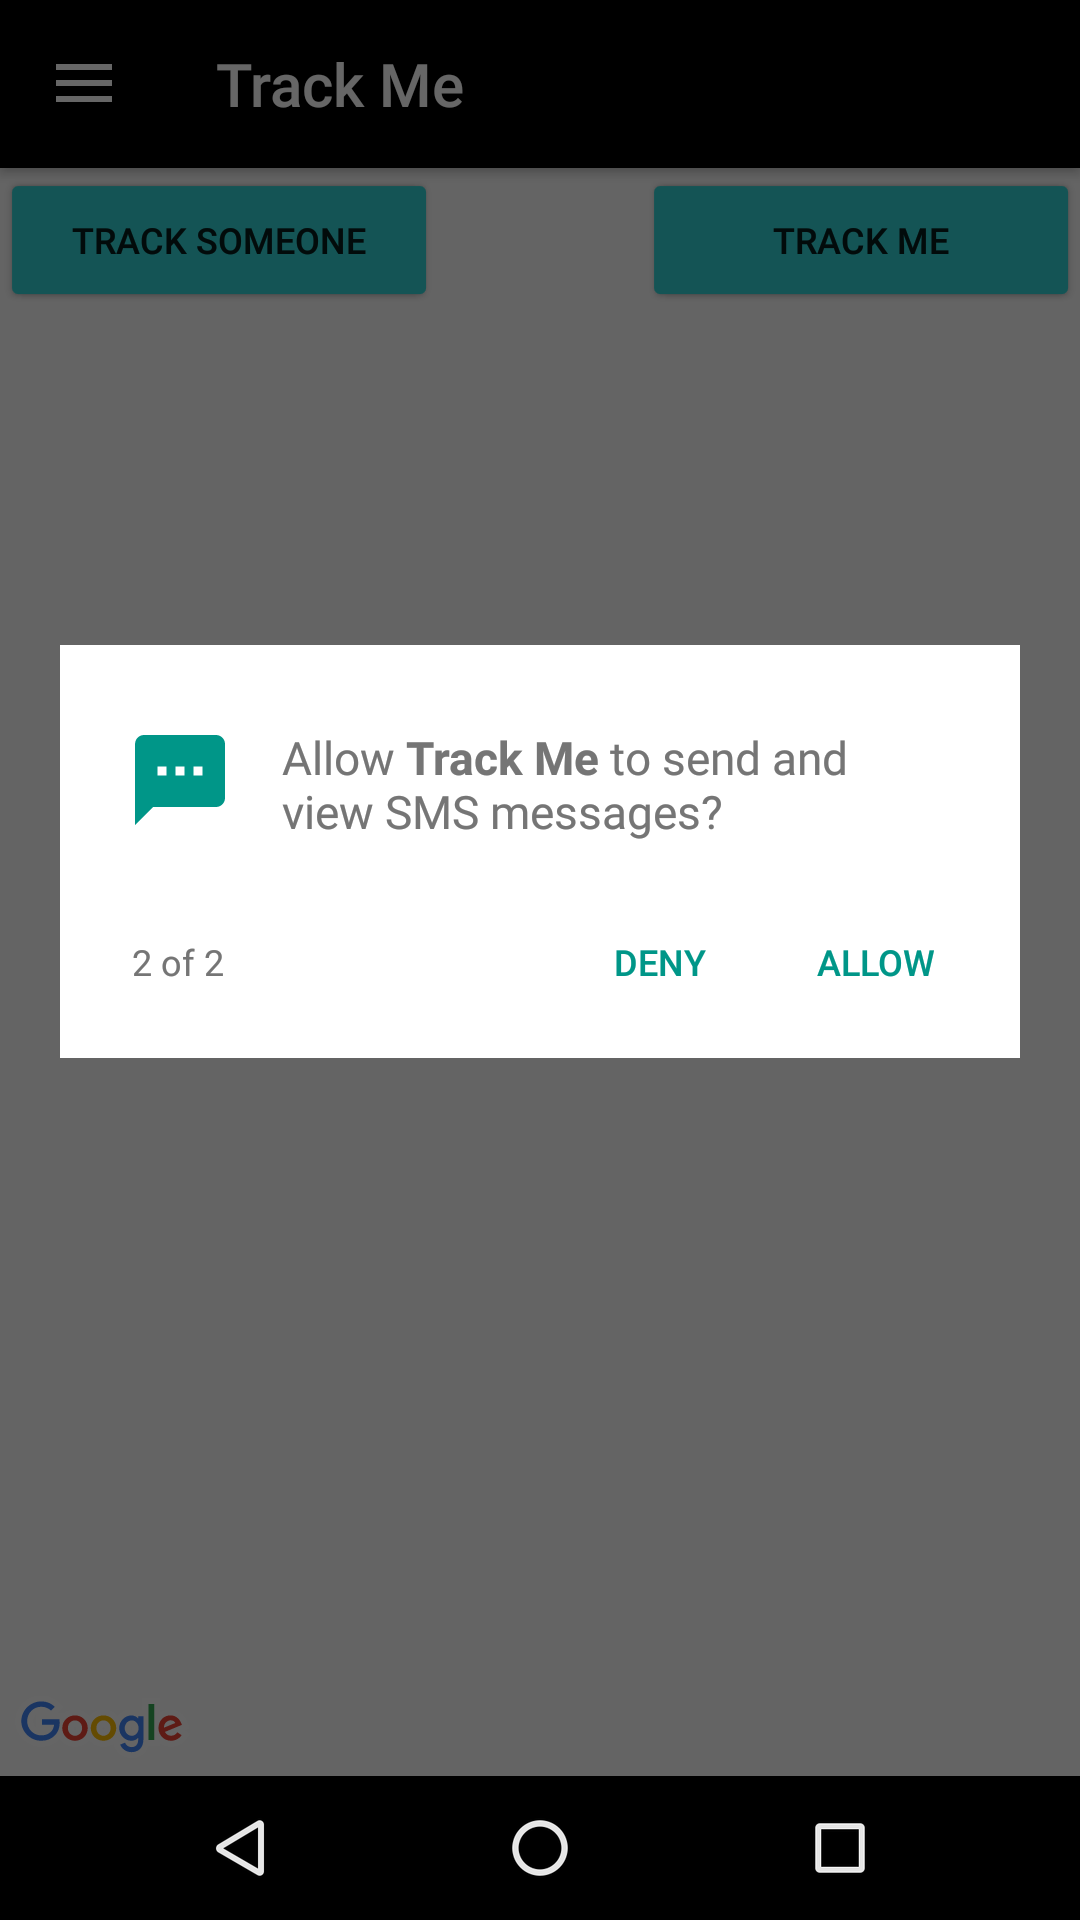 Track Me
TRACK SOMEONE
TRACK ME
Allow Track Me to send and
view SMS messages?
2 of 2
DENY
ALLOW
Google